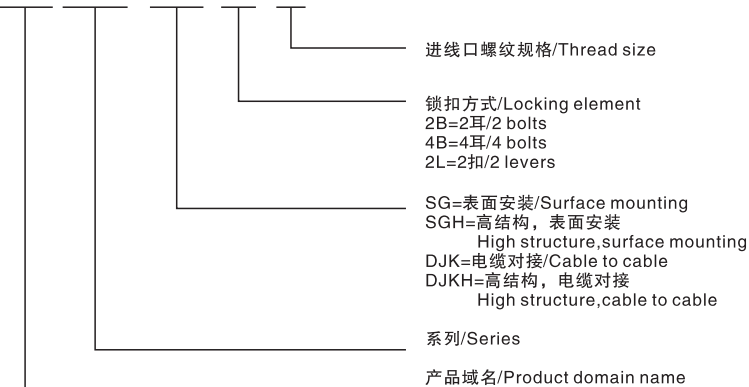 进线口螺纹规格/Thread size
锁扣方式/Locking element
2B=2耳/2 bolts
4B=4耳/4 bolts
2L=2扣/2 levers
SG=表面安装/Surface mounting
SGH=高结构，表面安装
High structure,surface mounting
DJK=电缆对接/Cable to cable
DJKH=高结构，电缆对接
High structure,cable to cable
系列/Series
产品域名/Product domain name